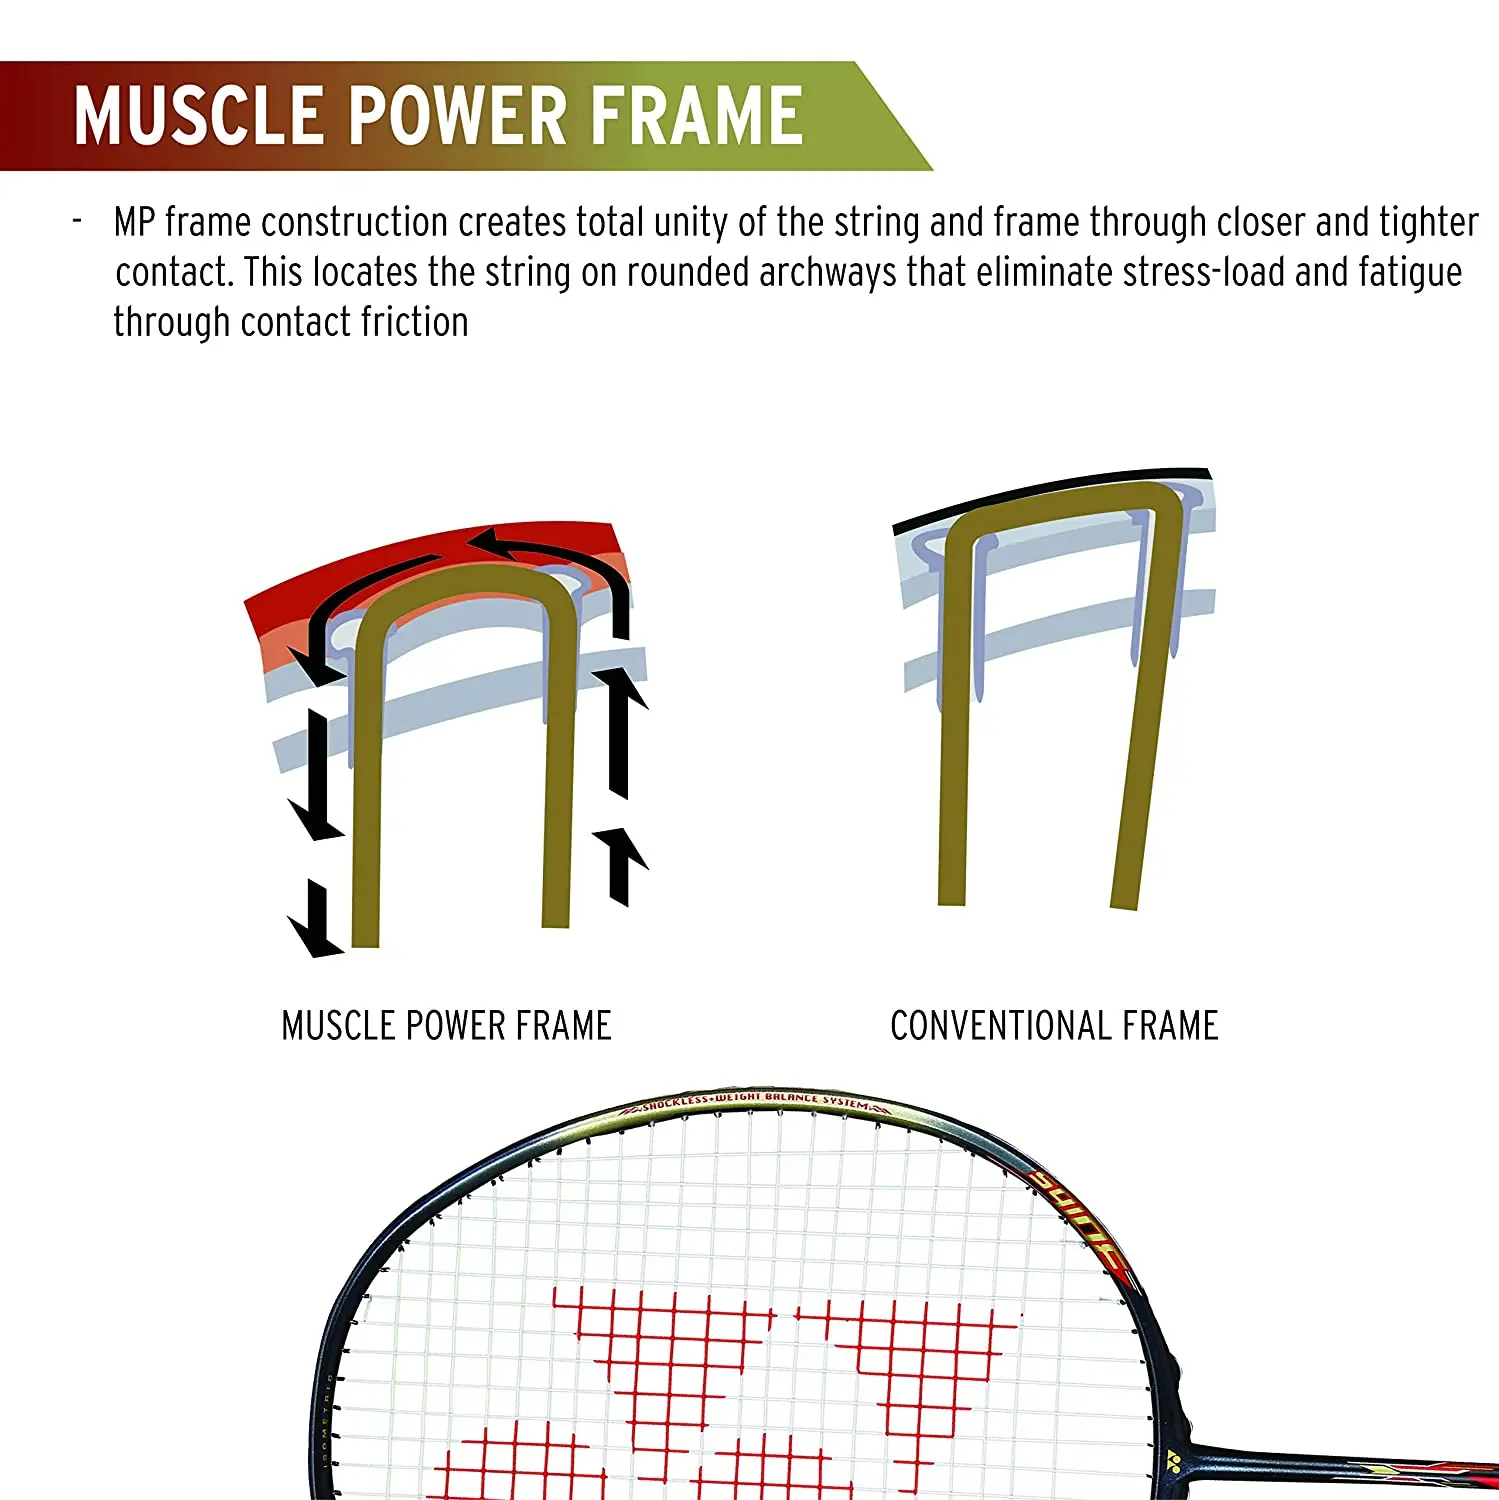 MUSCLE POWER FRAME
- MP frame construction creates total unity of the string and frame through closer and tighter
contact. This locates the string on rounded archways that eliminate stress-load and fatigue
through contact friction
MUSCLE POWER FRAME
CONVENTIONAL FRAME
SHOCKLESS•WEIGHT BALANCE SYSTEM
ISOMETRIC